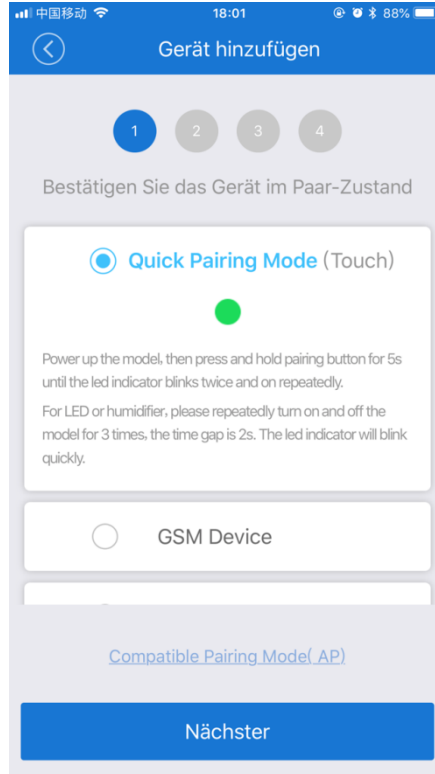 中国移动 18:01 88%
Gerät hinzufügen
1 2 3 4
Bestätigen Sie das Gerät im Paar-Zustand
Quick Pairing Mode (Touch)
Power up the model, then press and hold pairing button for 5s
until the led indicator blinks twice and on repeatedly.
For LED or humidifier, please repeatedly turn on and off the
model for 3 times, the time gap is 2s. The led indicator will blink
quickly.
GSM Device
Compatible Pairing Mode( AP)
Nächster